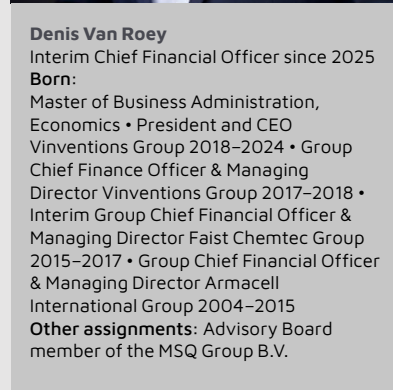 Denis Van Roey
Interim Chief Financial Officer since 2025
Born:
Master of Business Administration,
Economics • President and CEO
Vinventions Group 2018–2024 • Group
Chief Finance Officer & Managing
Director Vinventions Group 2017–2018 •
Interim Group Chief Financial Officer &
Managing Director Faist Chemtec Group
2015–2017 • Group Chief Financial Officer
& Managing Director Armacell
International Group 2004–2015
Other assignments: Advisory Board
member of the MSQ Group B.V.